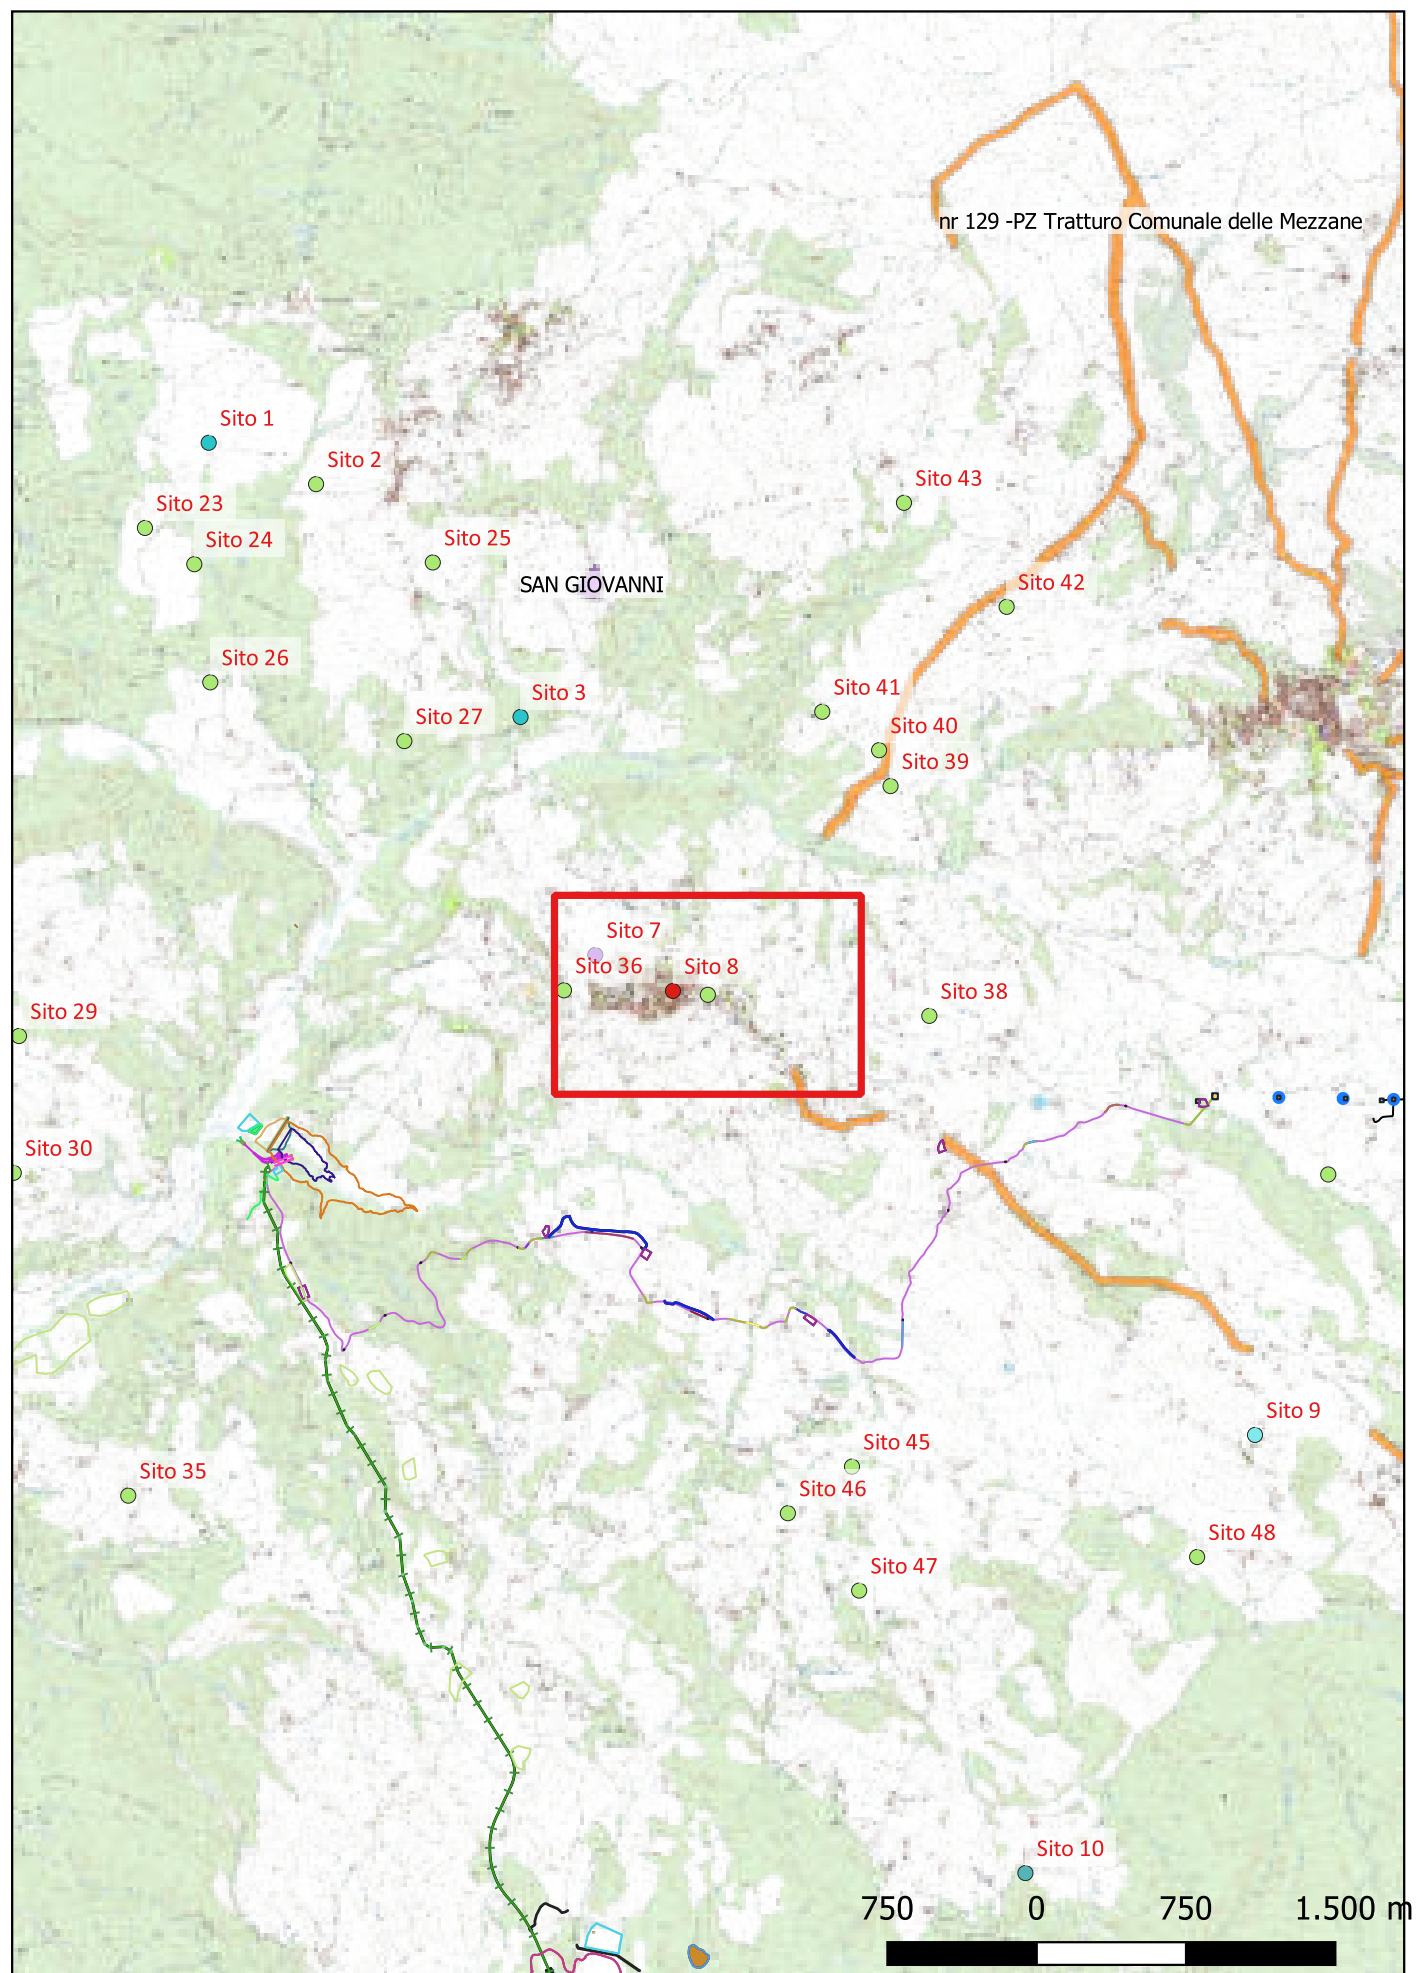 nr 129 -PZ Tratturo Comunale delle Mezzane
Sito 1
Sito 2
Sito 43
Sito 23
Sito 24
Sito 25
SAN GIOVANNI
Sito 42
Sito 26
Sito 3
Sito 41
Sito 27
Sito 40
Sito 39
Sito 7
Sito 36
Sito 8
Sito 38
Sito 29
Sito 30
Sito 9
Sito 45
Sito 35
Sito 46
Sito 48
Sito 47
Sito 10
750 0 750 1.500 m